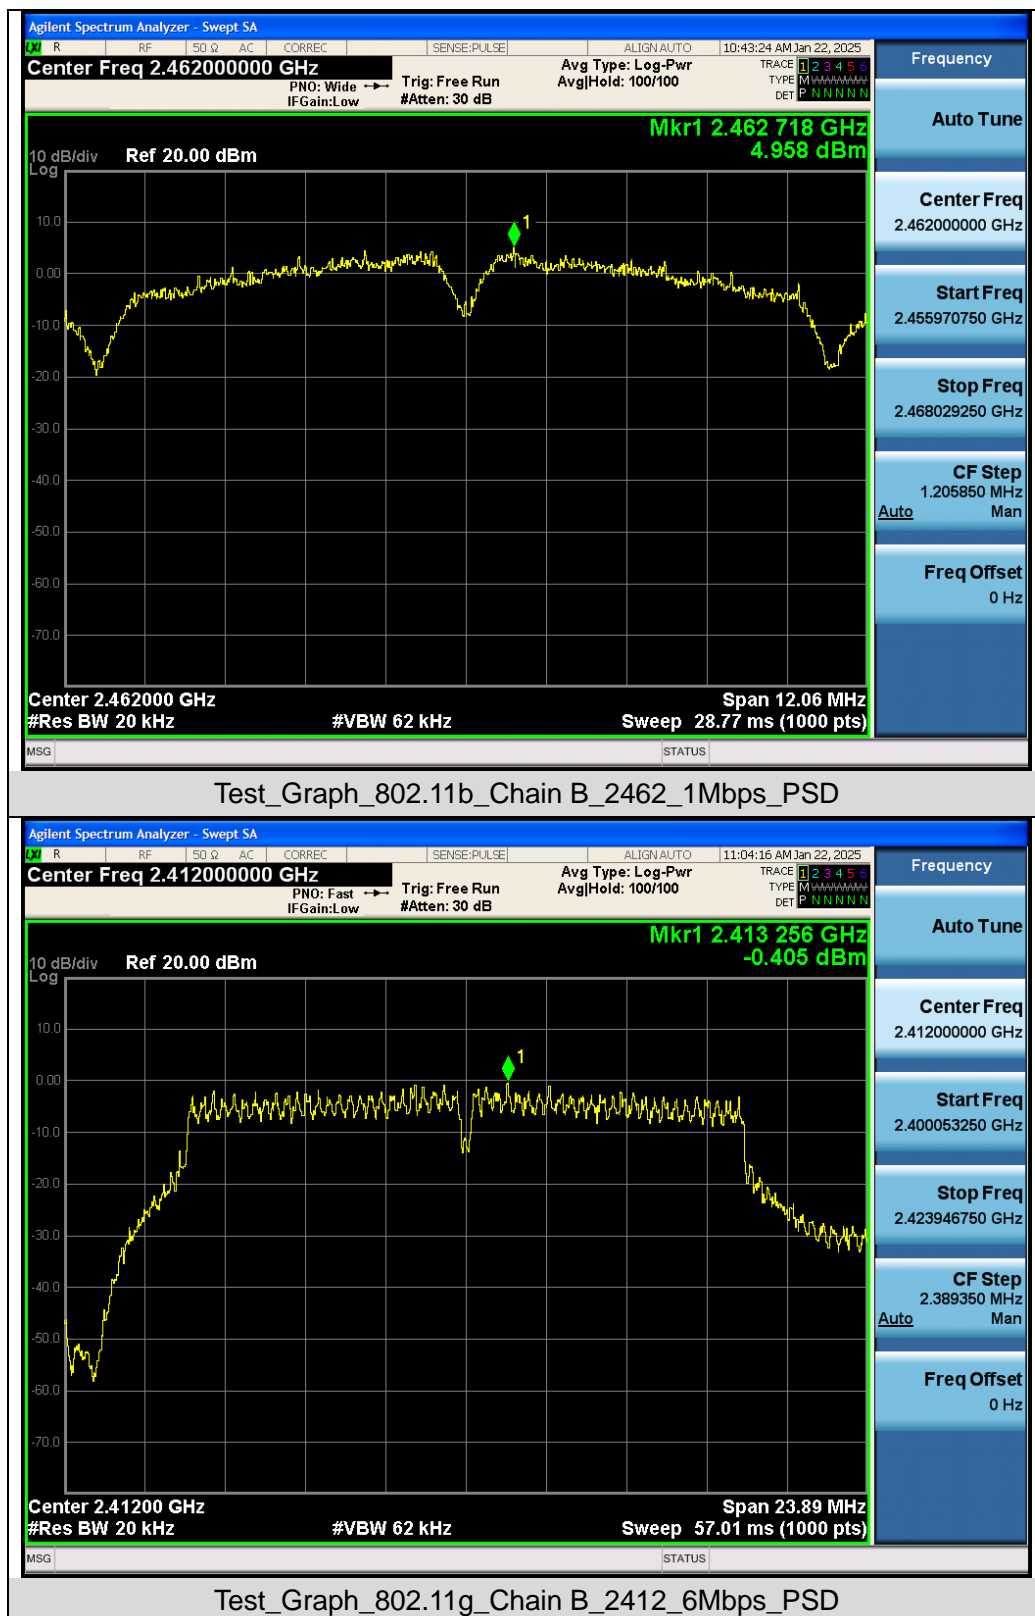 Agilent Spectrum Analyzer - Swept SA
LXI R RF 50 Ω AC CORREC SENSE:PULSE ALIGN AUTO 10:43:24 AM Jan 22, 2025
Center Freq 2.462000000 GHz
PNO: Wide
IFGain:Low
Trig: Free Run
#Atten: 30 dB
Avg Type: Log-Pwr
Avg|Hold: 100/100
TRACE 1 2 3 4 5 6
TYPE M
DET P N N N N N
Mkr1 2.462 718 GHz
4.958 dBm
10 dB/div
Log
Ref 20.00 dBm
1
10.0
0.00
-10.0
-20.0
-30.0
-40.0
-50.0
-60.0
-70.0
Center 2.462000 GHz
Span 12.06 MHz
#Res BW 20 kHz
#VBW 62 kHz
Sweep 28.77 ms (1000 pts)
MSG
STATUS
Frequency
Auto Tune
Center Freq
2.462000000 GHz
Start Freq
2.455970750 GHz
Stop Freq
2.468029250 GHz
CF Step
1.205850 MHz
Auto Man
Freq Offset
0 Hz
Test_Graph_802.11b_Chain B_2462_1Mbps_PSD
Agilent Spectrum Analyzer - Swept SA
LXI R RF 50 Ω AC CORREC SENSE:PULSE ALIGN AUTO 11:04:16 AM Jan 22, 2025
Center Freq 2.412000000 GHz
PNO: Fast
IFGain:Low
Trig: Free Run
#Atten: 30 dB
Avg Type: Log-Pwr
Avg|Hold: 100/100
TRACE 1 2 3 4 5 6
TYPE M
DET P N N N N N
Mkr1 2.413 256 GHz
-0.405 dBm
10 dB/div
Log
Ref 20.00 dBm
1
10.0
0.00
-10.0
-20.0
-30.0
-40.0
-50.0
-60.0
-70.0
Center 2.41200 GHz
Span 23.89 MHz
#Res BW 20 kHz
#VBW 62 kHz
Sweep 57.01 ms (1000 pts)
MSG
STATUS
Frequency
Auto Tune
Center Freq
2.412000000 GHz
Start Freq
2.400053250 GHz
Stop Freq
2.423946750 GHz
CF Step
2.389350 MHz
Auto Man
Freq Offset
0 Hz
Test_Graph_802.11g_Chain B_2412_6Mbps_PSD